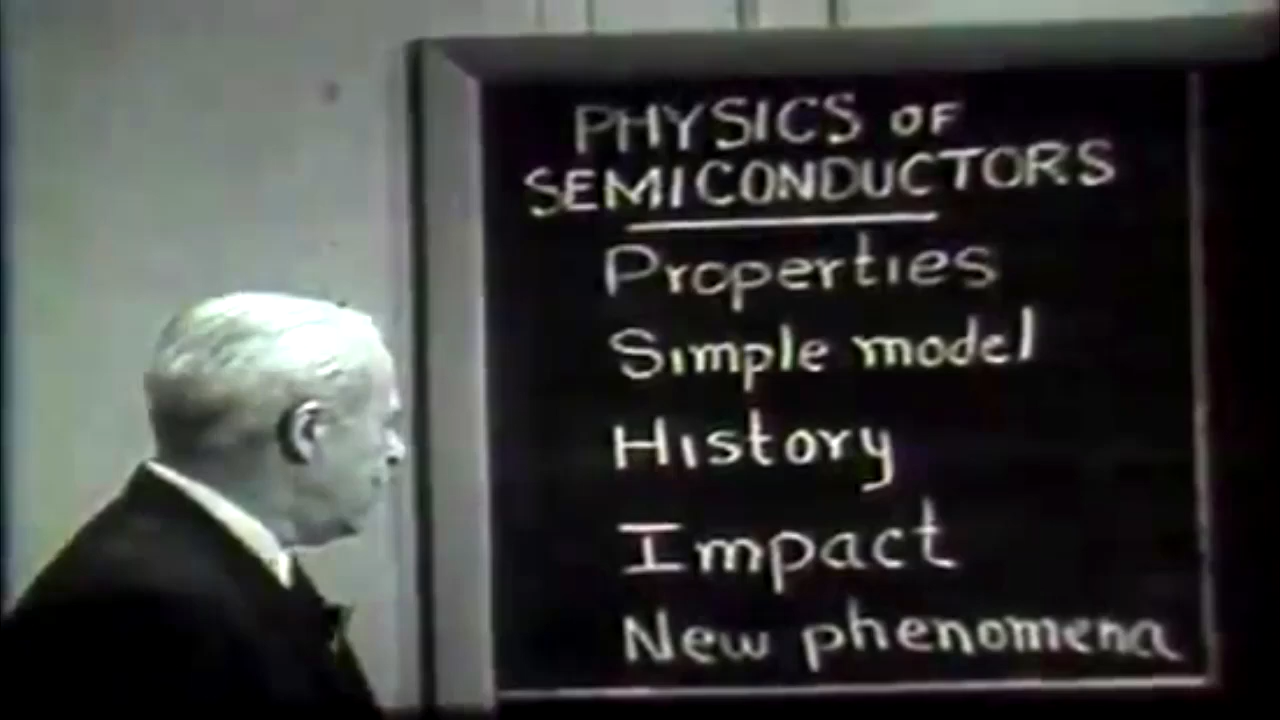 PHYSICS OF
SEMICONDUCTORS
Properties
Simple model
History
Impact
New phenomena